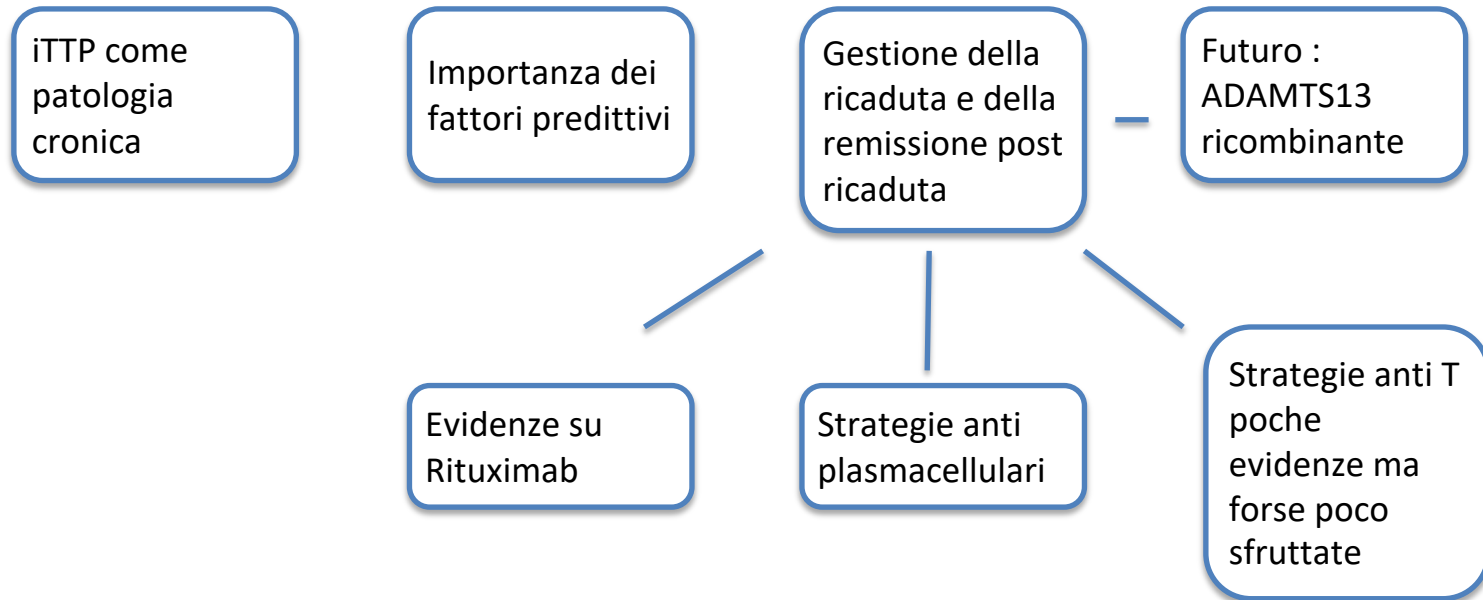 iTTP come
patologia
cronica
Importanza dei
fattori predittivi
Gestione della
ricaduta e della
remissione post
ricaduta
Futuro :
ADAMTS13
ricombinante
Evidenze su
Rituximab
Strategie anti
plasmacellulari
Strategie anti T
poche
evidenze ma
forse poco
sfruttate